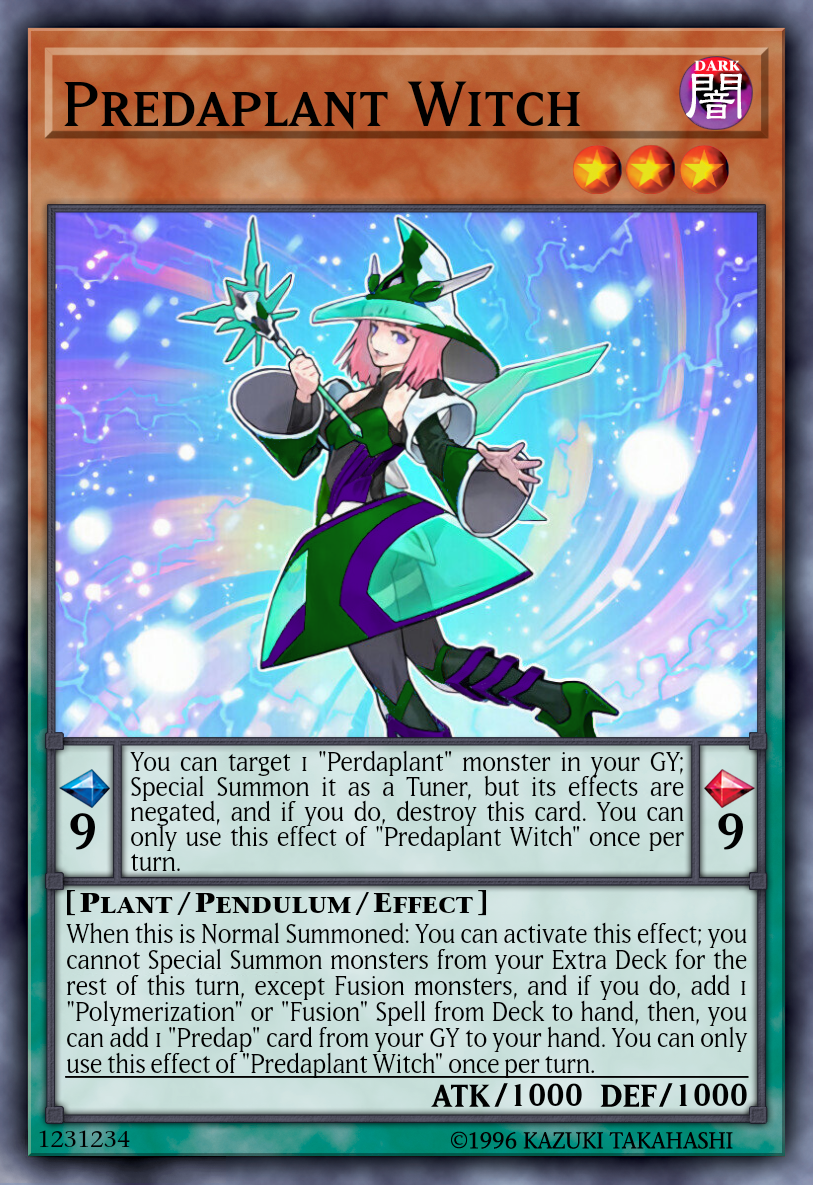 Predaplant Witch
DARK
闇
9
You can target 1 "Perdaplant" monster in your GY;
Special Summon it as a Tuner, but its effects are
negated, and if you do, destroy this card. You can
only use this effect of "Predaplant Witch" once per
turn.
9
[ Plant / Pendulum / Effect ]
When this is Normal Summoned: You can activate this effect; you
cannot Special Summon monsters from your Extra Deck for the
rest of this turn, except Fusion monsters, and if you do, add 1
"Polymerization" or "Fusion" Spell from Deck to hand, then, you
can add 1 "Predap" card from your GY to your hand. You can only
use this effect of "Predaplant Witch" once per turn.
ATK/1000 DEF/1000
1231234 ©1996 KAZUKI TAKAHASHI